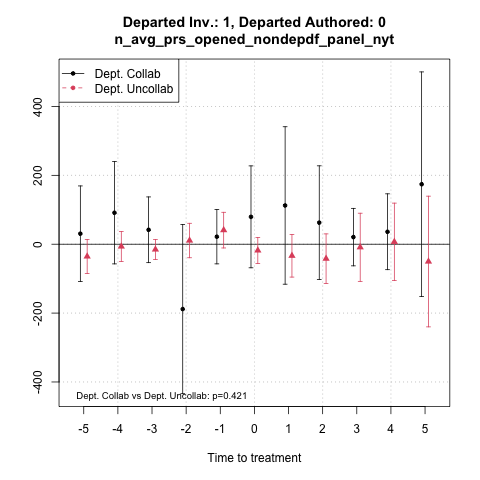 Departed Inv.: 1, Departed Authored: 0
n_avg_prs_opened_nondepdf_panel_nyt
Dept. Collab
Dept. Uncollab
400
200
0
-200
-400
Dept. Collab vs Dept. Uncollab: p=0.421
-5 -4 -3 -2 -1 0 1 2 3 4 5
Time to treatment